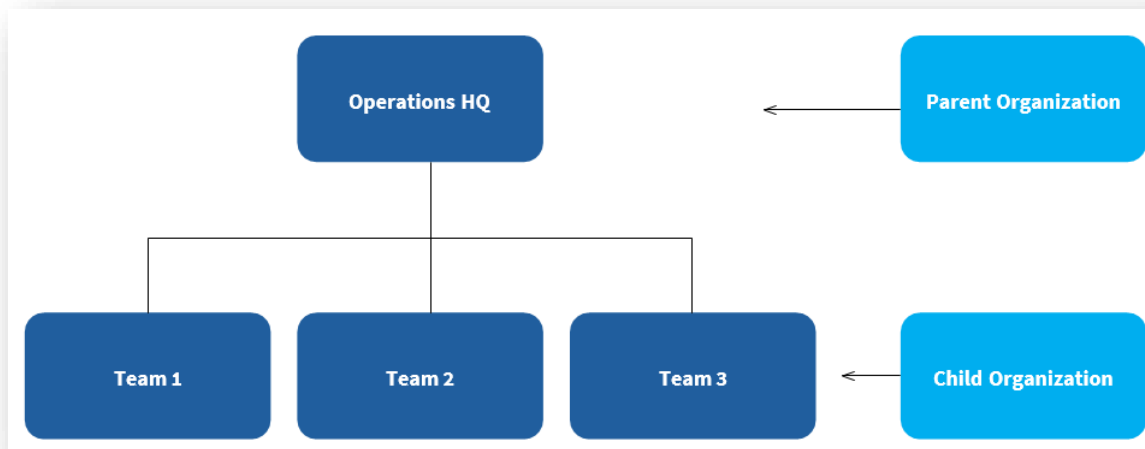 Operations HQ
Parent Organization
Team 1
Team 2
Team 3
Child Organization